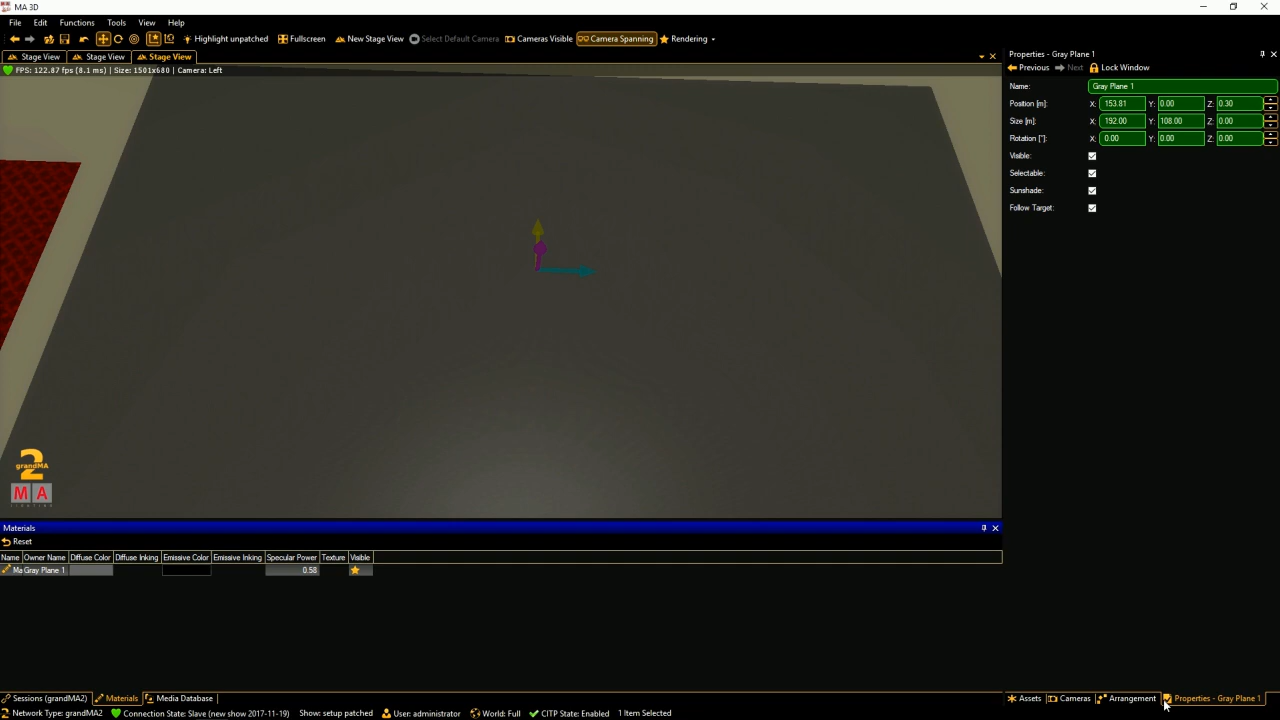 MA 3D
File Edit Functions Tools View Help
Highlight unpatched Fullscreen New Stage View Select Default Camera Cameras Visible Camera Spanning Rendering
Stage View Stage View Stage View
FPS: 122.87 fps (8.1 ms) | Size: 1501x680 | Camera: Left
Properties - Gray Plane 1
Previous Next Lock Window
Name: Gray Plane 1
Position [m]: X: 153.81 Y: 0.00 Z: 0.30
Size [m]: X: 192.00 Y: 108.00 Z: 0.00
Rotation [°]: X: 0.00 Y: 0.00 Z: 0.00
Visible:
Selectable:
Sunshade:
Follow Target:
2
grandMA
MA
Materials
Reset
Name Owner Name Diffuse Color Diffuse Inking Emissive Color Emissive Inking Specular Power Texture Visible
Ma Gray Plane 1 0.58
Sessions (grandMA2) Materials Media Database
Assets Cameras Arrangement Properties - Gray Plane 1
Network Type: grandMA2 Connection State: Slave (new show 2017-11-19) Show: setup patched User: administrator World: Full CITP State: Enabled 1 Item Selected